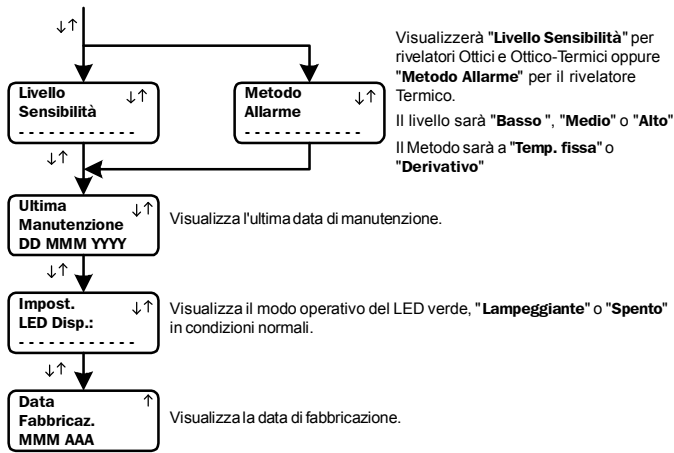 ↓↑
Visualizzerà "Livello Sensibilità" per
rivelatori Ottici e Ottico-Termici oppure
"Metodo Allarme" per il rivelatore
Termico.
Il livello sarà "Basso ", "Medio" o "Alto"
Il Metodo sarà a "Temp. fissa" o
"Derivativo"
Livello ↓↑
Sensibilità
- - - - - - - - - - - -
Metodo ↓↑
Allarme
- - - - - - - - - - - -
↓↑
Ultima ↓↑
Manutenzione
DD MMM YYYY
Visualizza l'ultima data di manutenzione.
↓↑
Impost. ↓↑
LED Disp.:
- - - - - - - - - - - -
Visualizza il modo operativo del LED verde, "Lampeggiante" o "Spento"
in condizioni normali.
↓↑
Data ↑
Fabbricaz.
MMM AAA
Visualizza la data di fabbricazione.